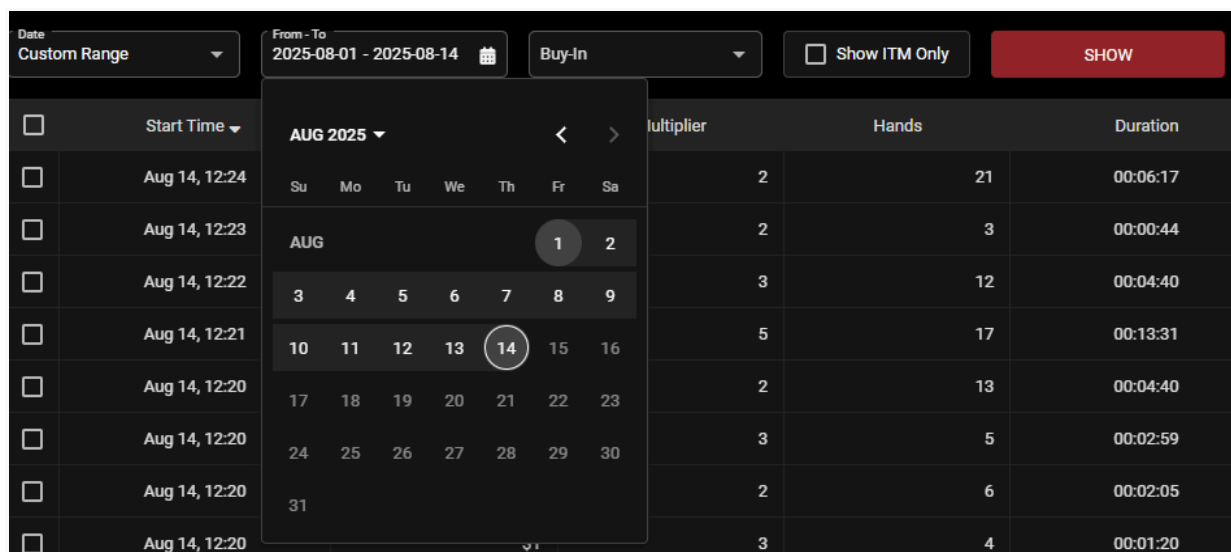 Date
Custom Range
From - To
2025-08-01 - 2025-08-14
Buy-In
Show ITM Only
SHOW
Start Time
Hands
Duration
Aug 14, 12:24 2 21 00:06:17
Aug 14, 12:23 2 3 00:00:44
Aug 14, 12:22 3 12 00:04:40
Aug 14, 12:21 5 17 00:13:31
Aug 14, 12:20 2 13 00:04:40
Aug 14, 12:20 3 5 00:02:59
Aug 14, 12:20 2 6 00:02:05
Aug 14, 12:20 3 4 00:01:20
AUG 2025
Su Mo Tu We Th Fr Sa
AUG 1 2
3 4 5 6 7 8 9
10 11 12 13 14 15 16
17 18 19 20 21 22 23
24 25 26 27 28 29 30
31